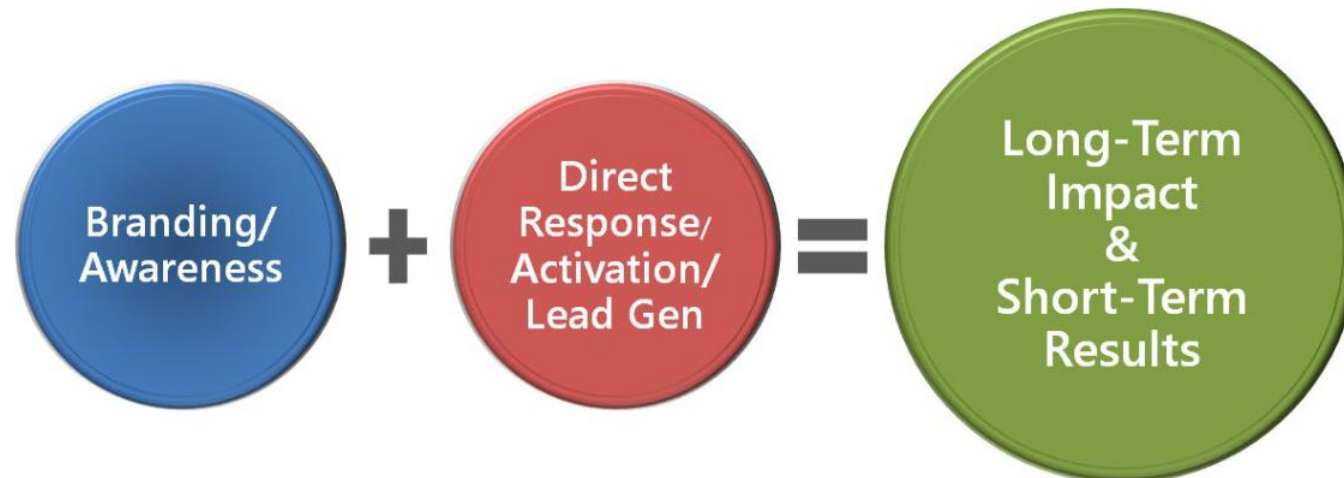 Branding/
Awareness
+
Direct
Response/
Activation/
Lead Gen
=
Long-Term
Impact
&
Short-Term
Results